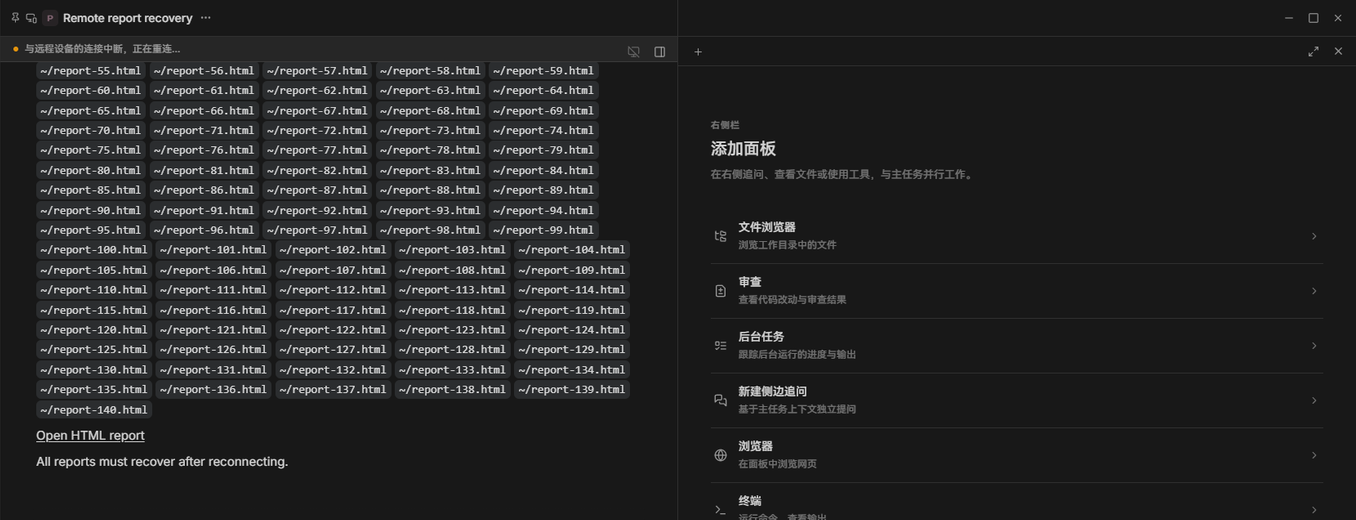 P Remote report recovery ...
与远程设备的连接中断，正在重连...
~/report-55.html ~/report-56.html ~/report-57.html ~/report-58.html ~/report-59.html
~/report-60.html ~/report-61.html ~/report-62.html ~/report-63.html ~/report-64.html
~/report-65.html ~/report-66.html ~/report-67.html ~/report-68.html ~/report-69.html
~/report-70.html ~/report-71.html ~/report-72.html ~/report-73.html ~/report-74.html
~/report-75.html ~/report-76.html ~/report-77.html ~/report-78.html ~/report-79.html
~/report-80.html ~/report-81.html ~/report-82.html ~/report-83.html ~/report-84.html
~/report-85.html ~/report-86.html ~/report-87.html ~/report-88.html ~/report-89.html
~/report-90.html ~/report-91.html ~/report-92.html ~/report-93.html ~/report-94.html
~/report-95.html ~/report-96.html ~/report-97.html ~/report-98.html ~/report-99.html
~/report-100.html ~/report-101.html ~/report-102.html ~/report-103.html ~/report-104.html
~/report-105.html ~/report-106.html ~/report-107.html ~/report-108.html ~/report-109.html
~/report-110.html ~/report-111.html ~/report-112.html ~/report-113.html ~/report-114.html
~/report-115.html ~/report-116.html ~/report-117.html ~/report-118.html ~/report-119.html
~/report-120.html ~/report-121.html ~/report-122.html ~/report-123.html ~/report-124.html
~/report-125.html ~/report-126.html ~/report-127.html ~/report-128.html ~/report-129.html
~/report-130.html ~/report-131.html ~/report-132.html ~/report-133.html ~/report-134.html
~/report-135.html ~/report-136.html ~/report-137.html ~/report-138.html ~/report-139.html
~/report-140.html
Open HTML report
All reports must recover after reconnecting.
右侧栏
添加面板
在右侧追问、查看文件或使用工具，与主任务并行工作。
文件浏览器
浏览工作目录中的文件
审查
查看代码改动与审查结果
后台任务
跟踪后台运行的进度与输出
新建侧边追问
基于主任务上下文独立提问
浏览器
在面板中浏览网页
终端
运行命令、查看输出